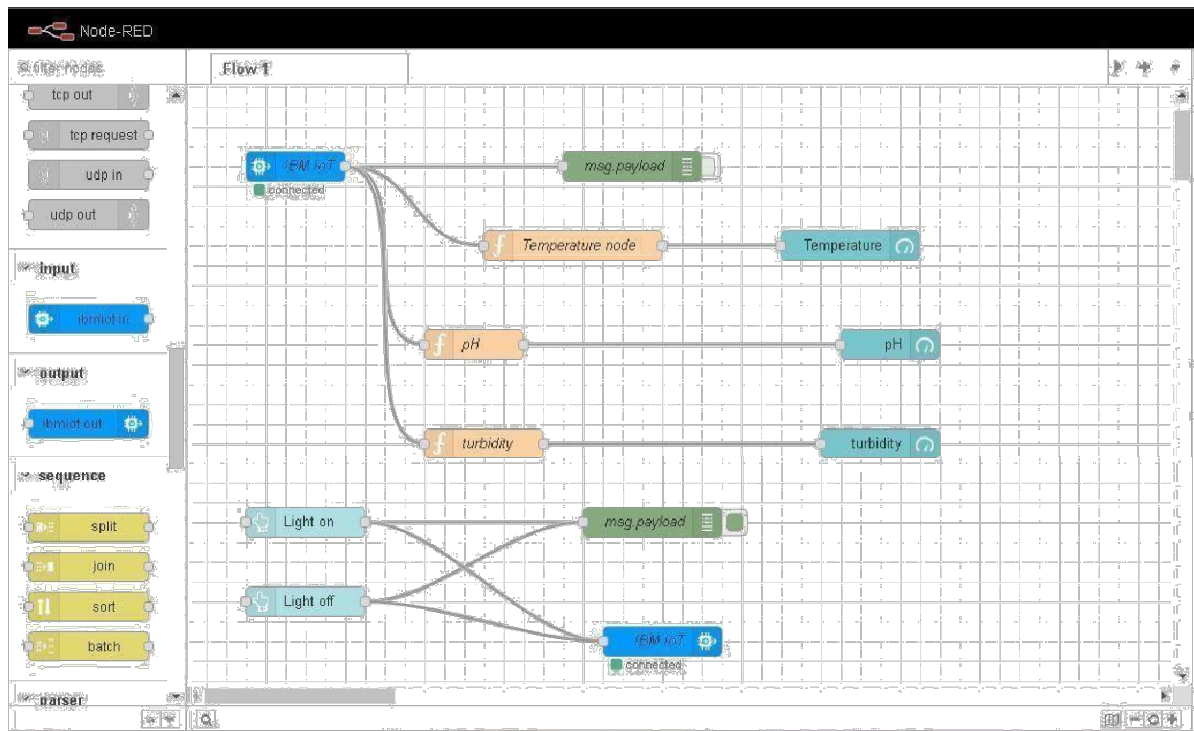 Node-RED
filter nodes
Flow 1
tcp out
tcp request
udp in
udp out
input
ibmiot in
output
ibmiot out
sequence
split
join
sort
batch
parser
IBM IoT
connected
msg.payload
Temperature node
Temperature
pH
pH
turbidity
turbidity
Light on
msg.payload
Light off
IBM IoT
connected